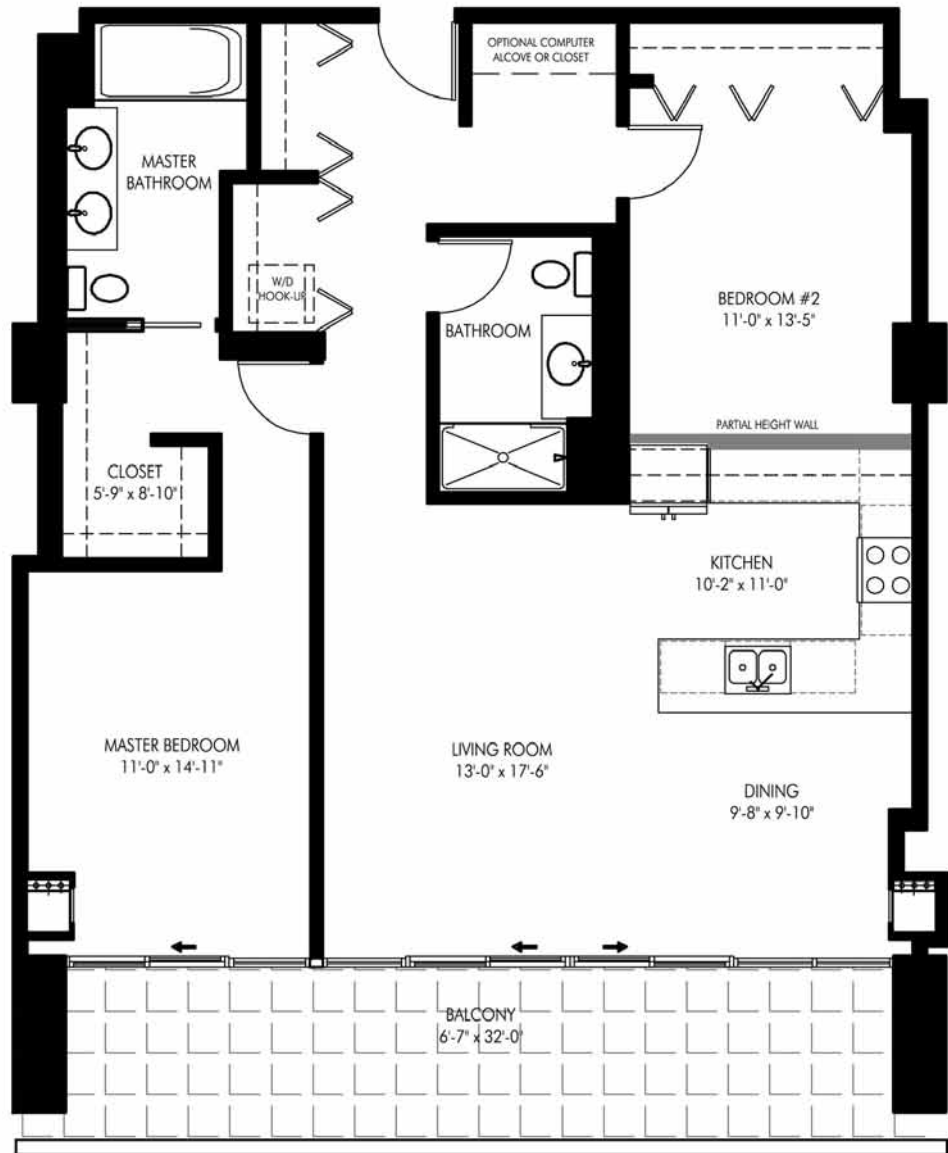 OPTIONAL COMPUTER
ALCOVE OR CLOSET
MASTER
BATHROOM
W/D
HOOK-UP
BATHROOM
BEDROOM #2
11'-0" x 13'-5"
PARTIAL HEIGHT WALL
CLOSET
5'-9" x 8'-10"
KITCHEN
10'-2" x 11'-0"
MASTER BEDROOM
11'-0" x 14'-11"
LIVING ROOM
13'-0" x 17'-6"
DINING
9'-8" x 9'-10"
BALCONY
6'-7" x 32'-0"